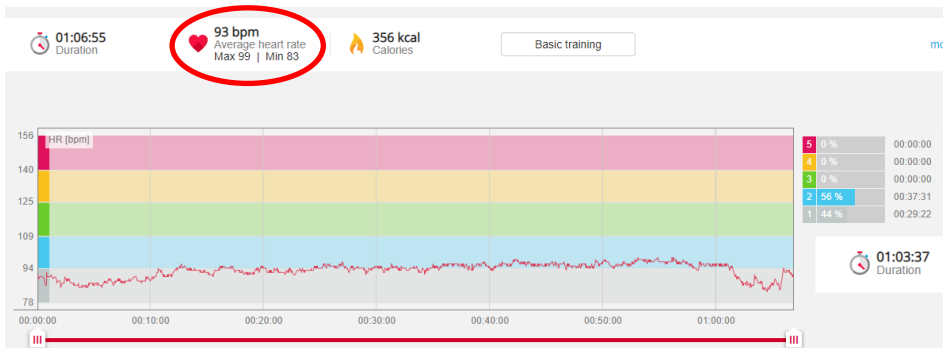 01:06:55
Duration
93 bpm
Average heart rate
Max 99 | Min 83
356 kcal
Calories
Basic training
mo
HR [bpm]
156
140
125
109
94
78
00:00:00 00:10:00 00:20:00 00:30:00 00:40:00 00:50:00 01:00:00
5 0 % 00:00:00
4 0 % 00:00:00
3 0 % 00:00:00
2 56 % 00:37:31
1 44 % 00:29:22
01:03:37
Duration